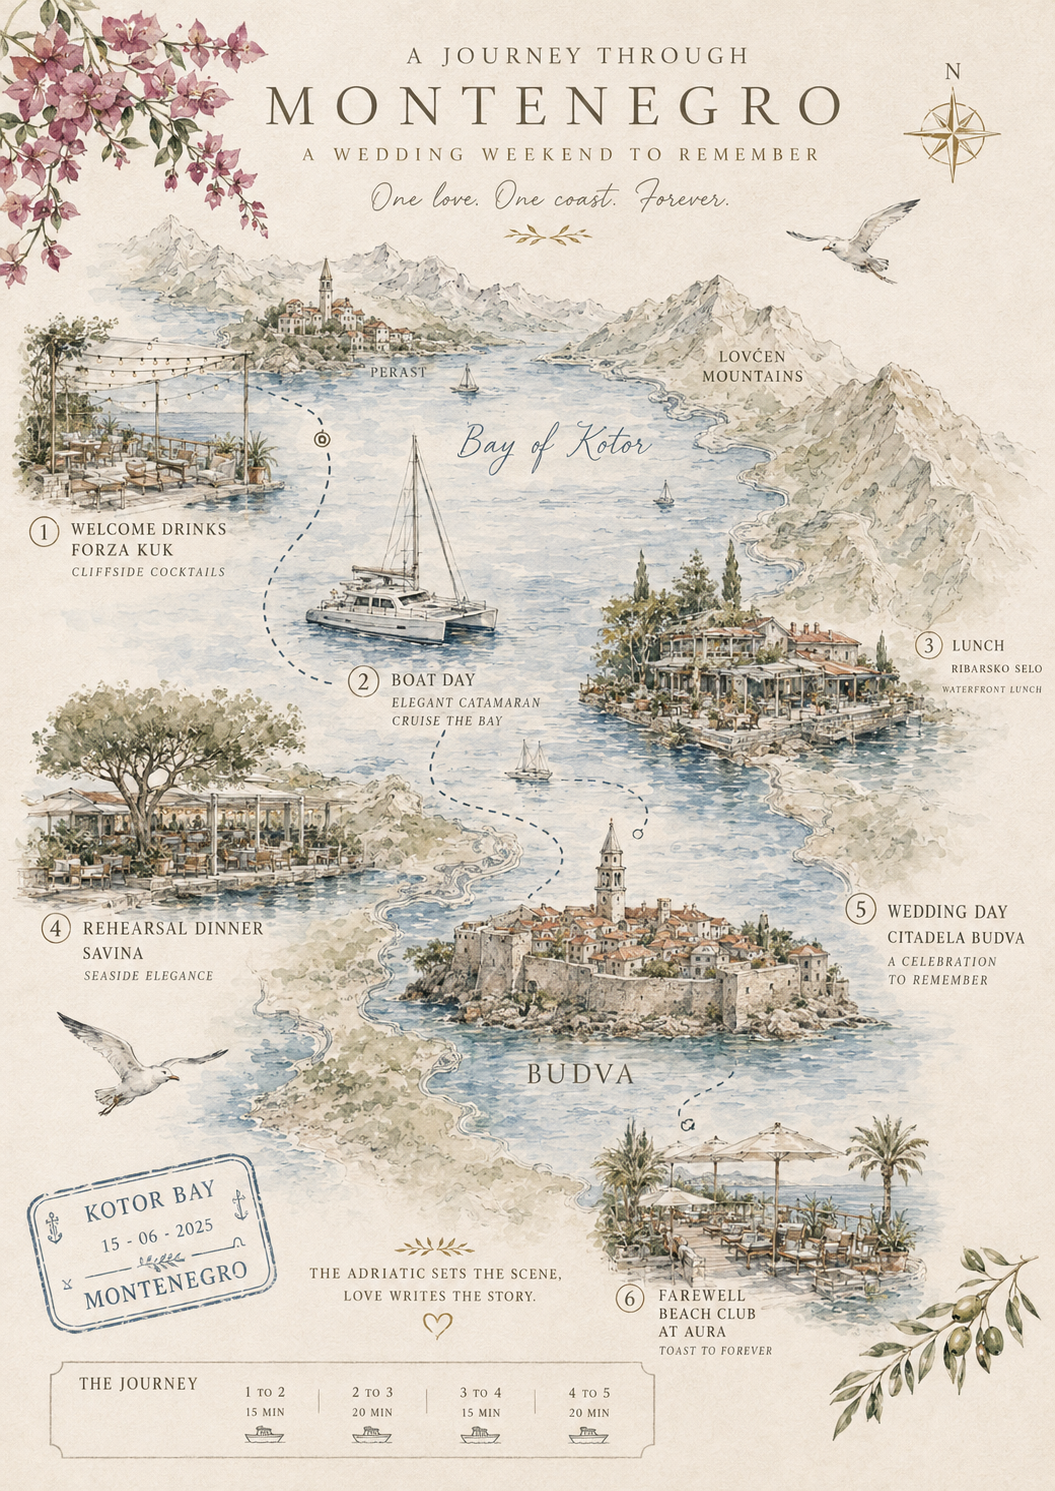 A JOURNEY THROUGH
MONTENEGRO
A WEDDING WEEKEND TO REMEMBER
One love. One coast. Forever.
N
PERAST
LOVĆEN
MOUNTAINS
Bay of Kotor
1 WELCOME DRINKS
FORZA KUK
CLIFFSIDE COCKTAILS
2 BOAT DAY
ELEGANT CATAMARAN
CRUISE THE BAY
3 LUNCH
RIBARSKO SELO
WATERFRONT LUNCH
4 REHEARSAL DINNER
SAVINA
SEASIDE ELEGANCE
5 WEDDING DAY
CITADELA BUDVA
A CELEBRATION
TO REMEMBER
BUDVA
KOTOR BAY
15 - 06 - 2025
MONTENEGRO
THE ADRIATIC SETS THE SCENE,
LOVE WRITES THE STORY.
6 FAREWELL
BEACH CLUB
AT AURA
TOAST TO FOREVER
THE JOURNEY
1 TO 2
15 MIN
2 TO 3
20 MIN
3 TO 4
15 MIN
4 TO 5
20 MIN